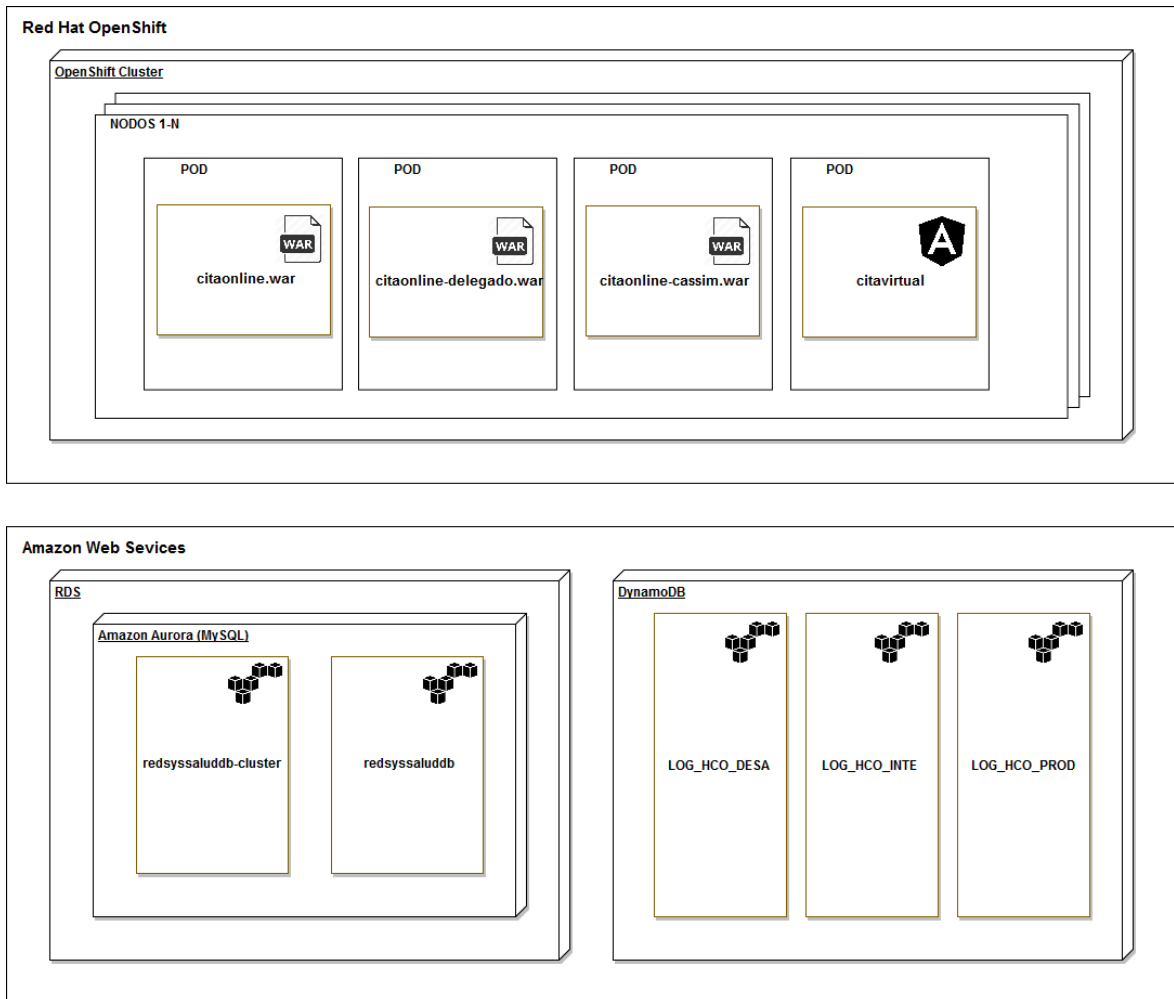 Red Hat OpenShift
OpenShift Cluster
NODOS 1-N
POD
WAR
citaonline.war
POD
WAR
citaonline-delegado.war
POD
WAR
citaonline-cassim.war
POD
A
citavirtual
Amazon Web Sevices
RDS
Amazon Aurora (MySQL)
redsyssaluddb-cluster
redsyssaluddb
DynamoDB
LOG_HCO_DESA
LOG_HCO_INTE
LOG_HCO_PROD